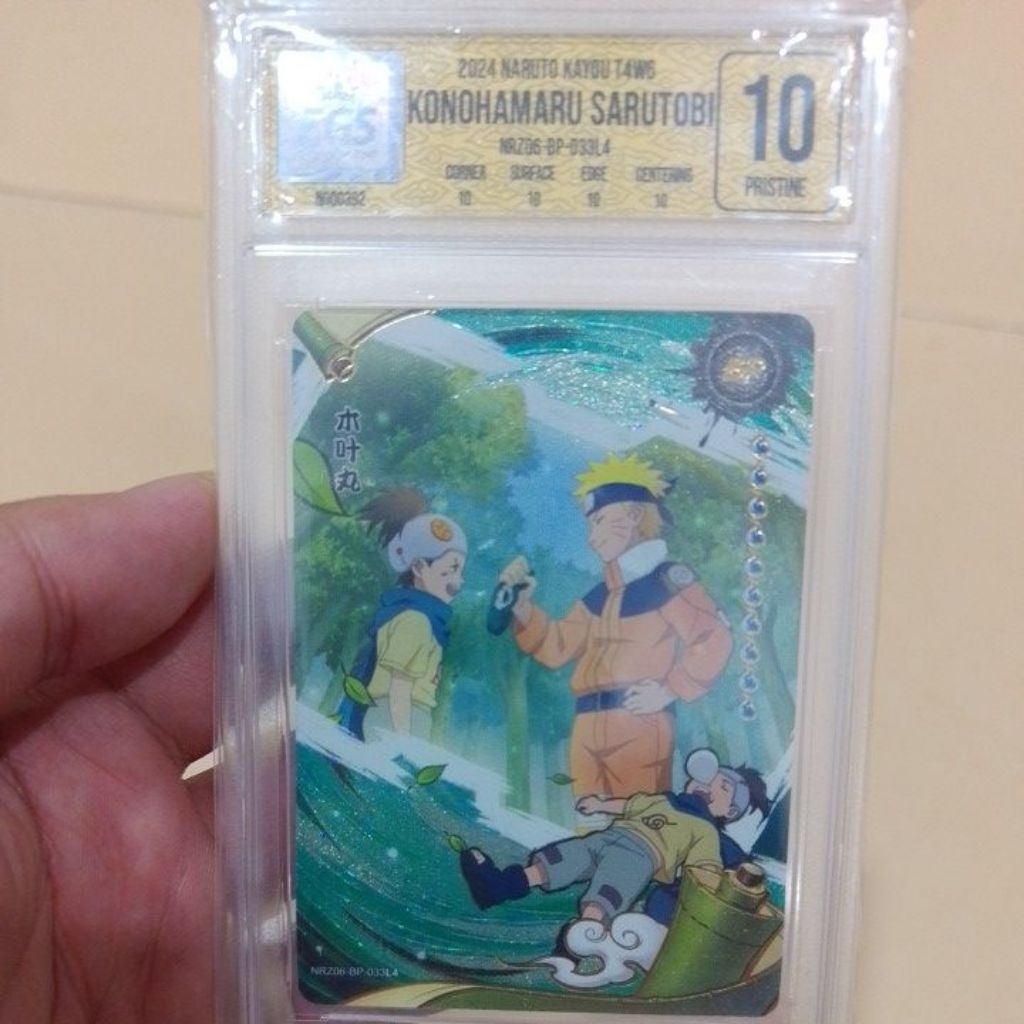 2024 NARUTO KAYOU T4W6
KONOHAMARU SARUTOBI
NRZ06-BP-033L4
CORNER SURFACE EDGE CENTERING
10 10 10 10
10
PRISTINE
木叶丸
NRZ06-BP-033L4